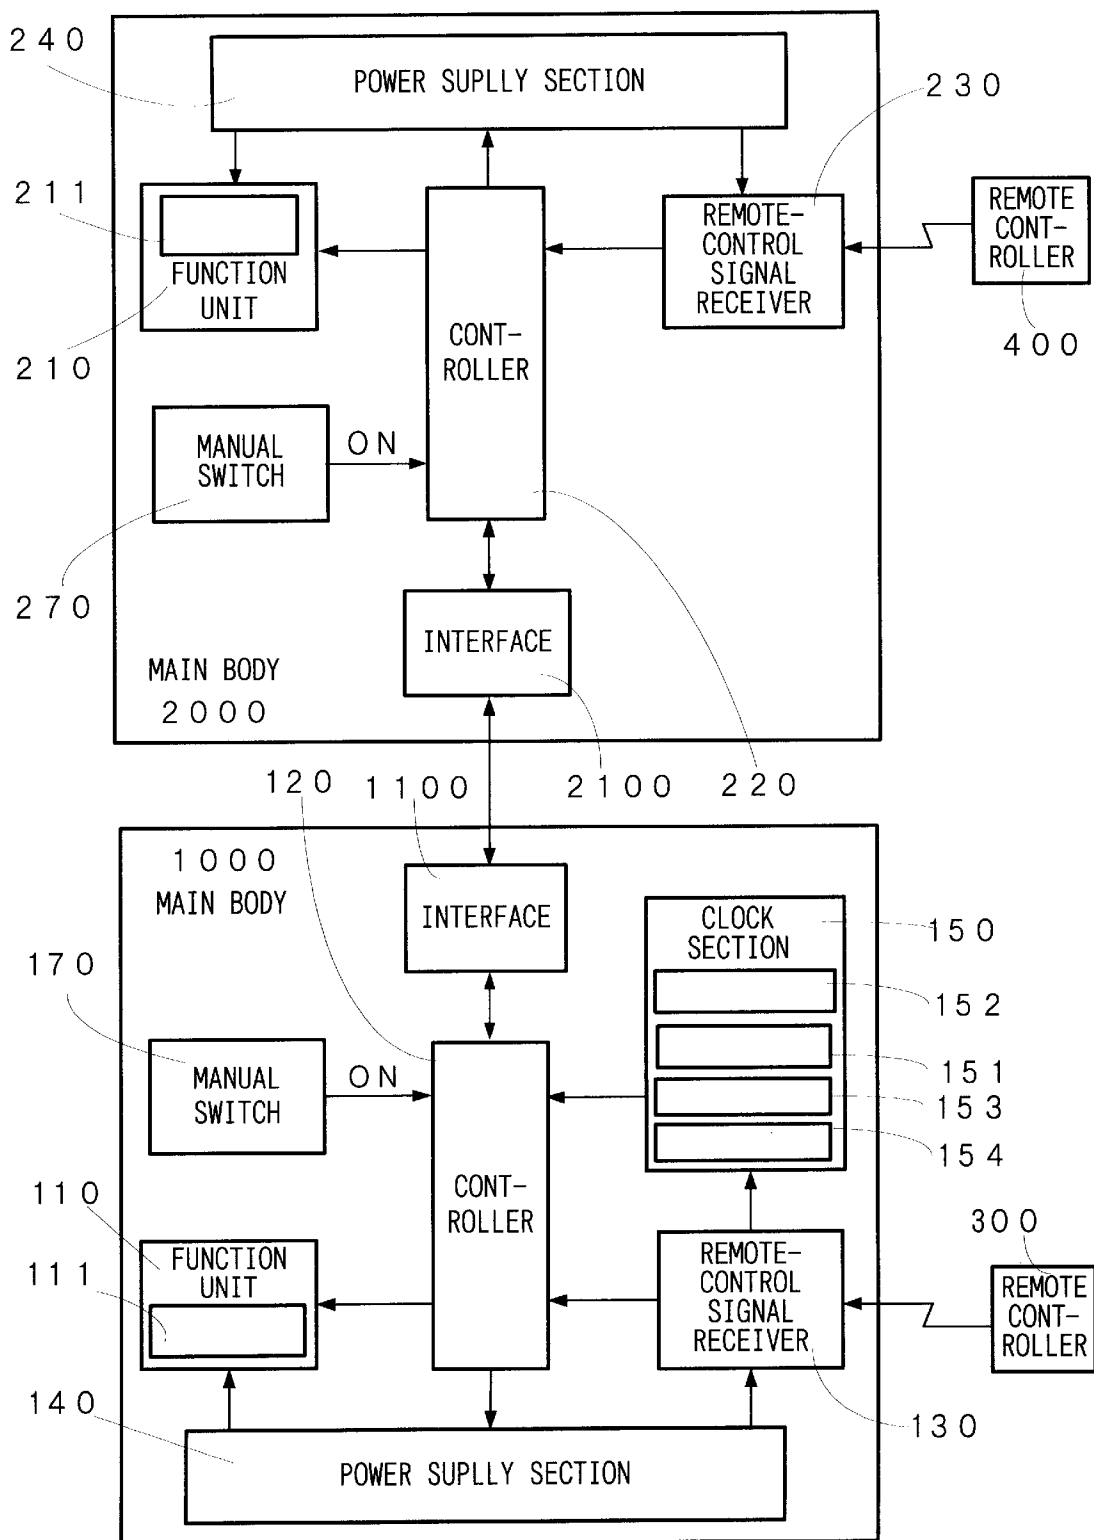 240
POWER SUPLLY SECTION
230
211
FUNCTION
UNIT
210
REMOTE-
CONTROL
SIGNAL
RECEIVER
REMOTE
CONT-
ROLLER
400
CONT-
ROLLER
MANUAL
SWITCH
ON
270
INTERFACE
MAIN BODY
2000
120
1100
2100
220
1000
MAIN BODY
INTERFACE
CLOCK
SECTION
150
170
152
MANUAL
SWITCH
ON
151
153
154
CONT-
ROLLER
110
111
FUNCTION
UNIT
REMOTE-
CONTROL
SIGNAL
RECEIVER
300
REMOTE
CONT-
ROLLER
140
130
POWER SUPLLY SECTION